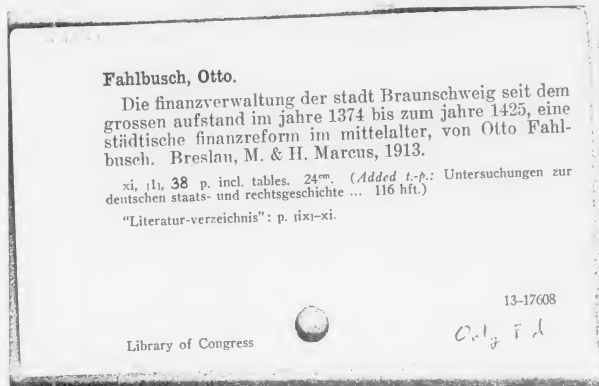 Fahlbusch, Otto.
Die finanzverwaltung der stadt Braunschweig seit dem
grossen aufstand im jahre 1374 bis zum jahre 1425, eine
städtische finanzreform im mittelalter, von Otto Fahl-
busch. Breslau, M. & H. Marcus, 1913.
xi, [1], 38 p. incl. tables. 24cm. (Added t.-p.: Untersuchungen zur
deutschen staats- und rechtsgeschichte ... 116 hft.)
"Literatur-verzeichnis": p. [ix]-xi.
13-17608
Library of Congress